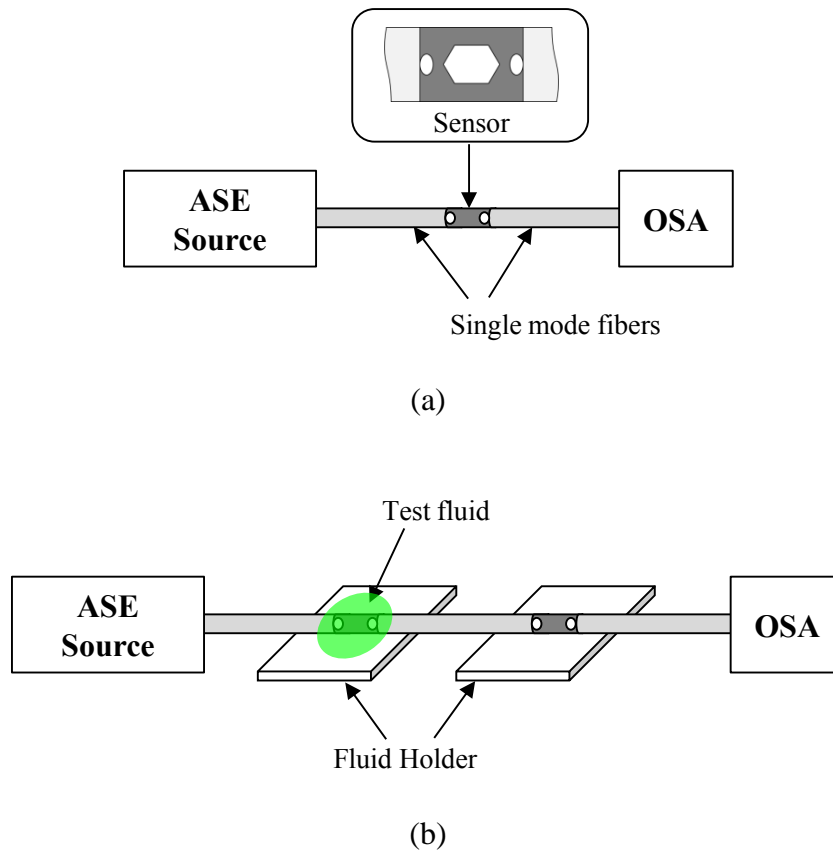 Sensor
ASE
Source
OSA
Single mode fibers
(a)
Test fluid
ASE
Source
OSA
Fluid Holder
(b)